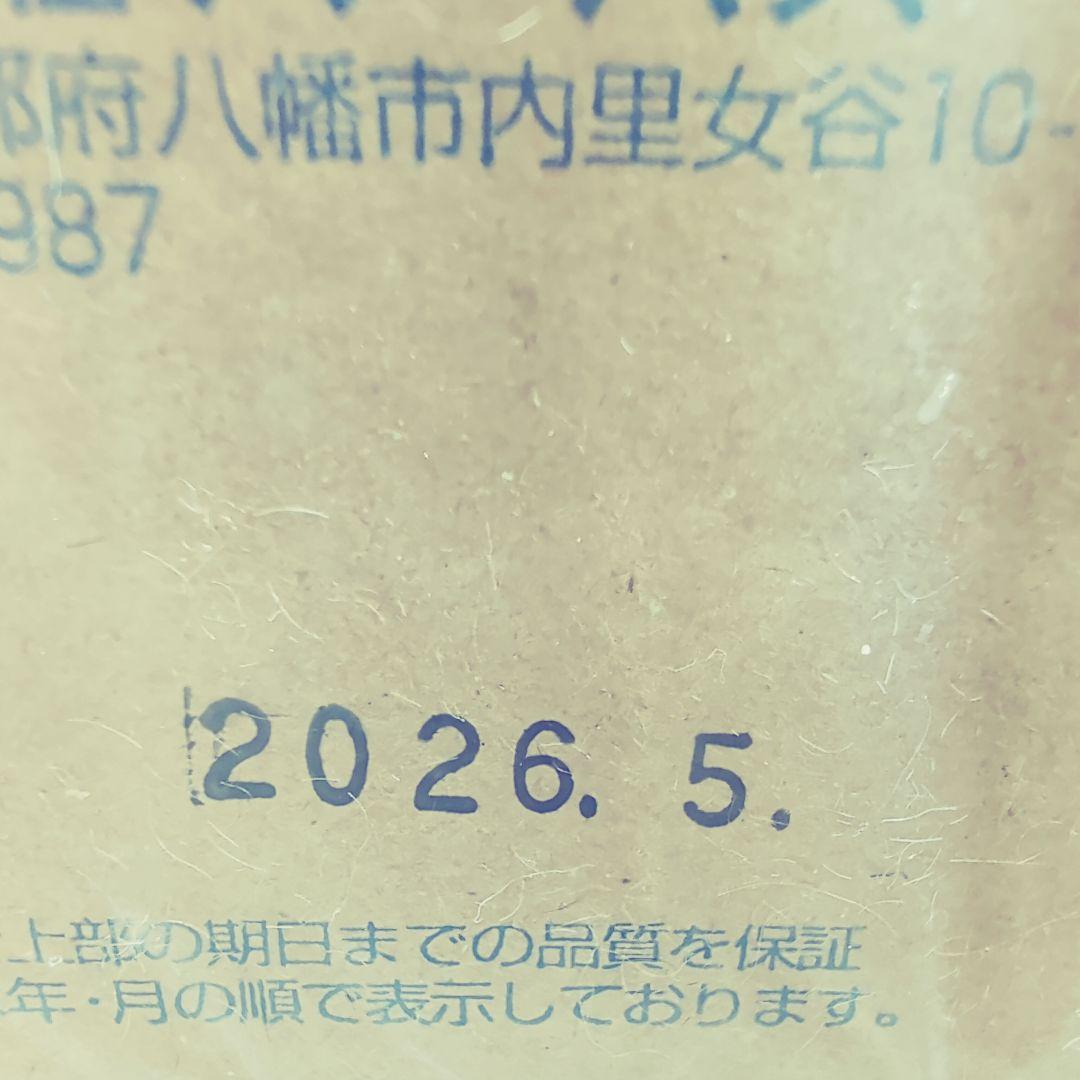 府八幡市内里女谷10-
987
2026. 5.
上部の期日までの品質を保証
年・月の順で表示しております。